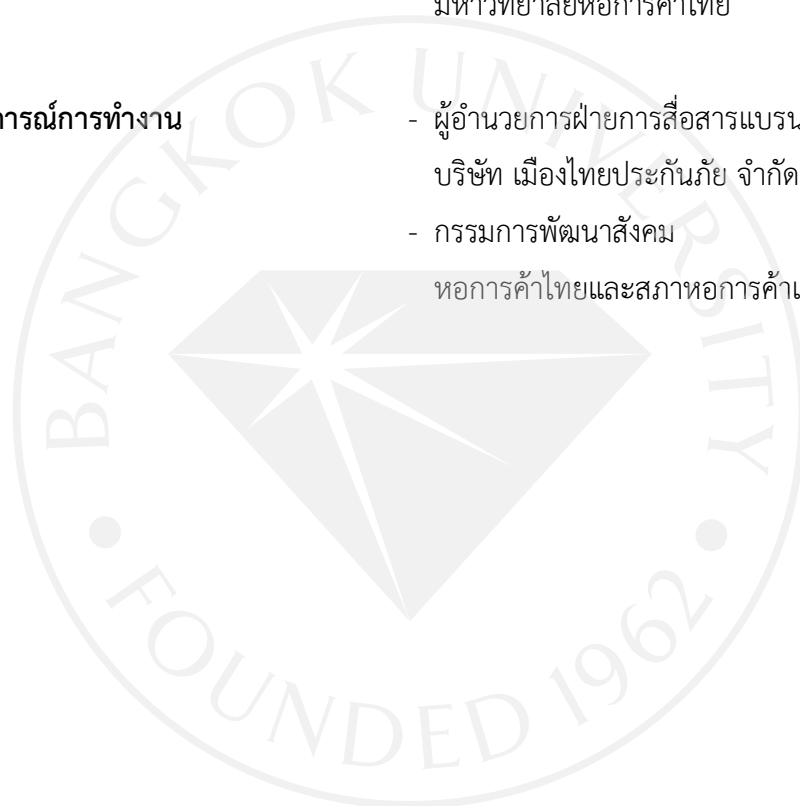 มหาวิทยาลัยหอการค้าไทย
การณ์การทำงาน - ผู้อำนวยการฝ่ายการสื่อสารแบรน
บริษัท เมืองไทยประกันภัย จำกัด
- กรรมการพัฒนาสังคม
หอการค้าไทยและสภาหอการค้าแ
BANGKOK UNIVERSITY
FOUNDED 1962